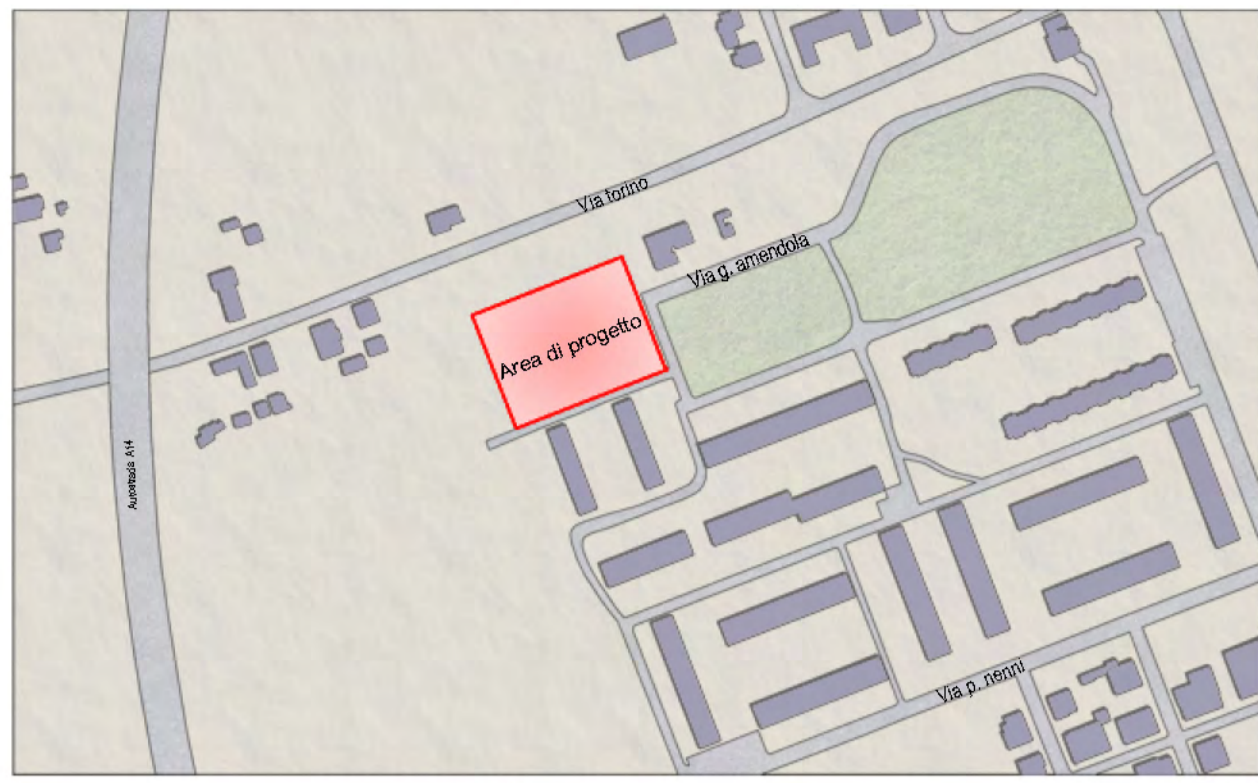 Via torino
Via g. amendola
Area di progetto
Autostrada A14
Via p. nenni